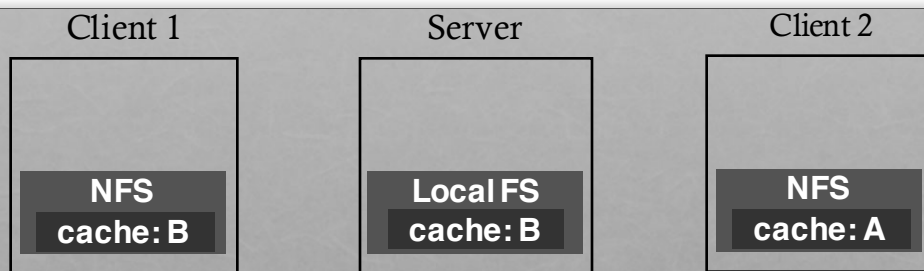 Client 1
Server
Client 2
NFS
cache: B
Local FS
cache: B
NFS
cache: A